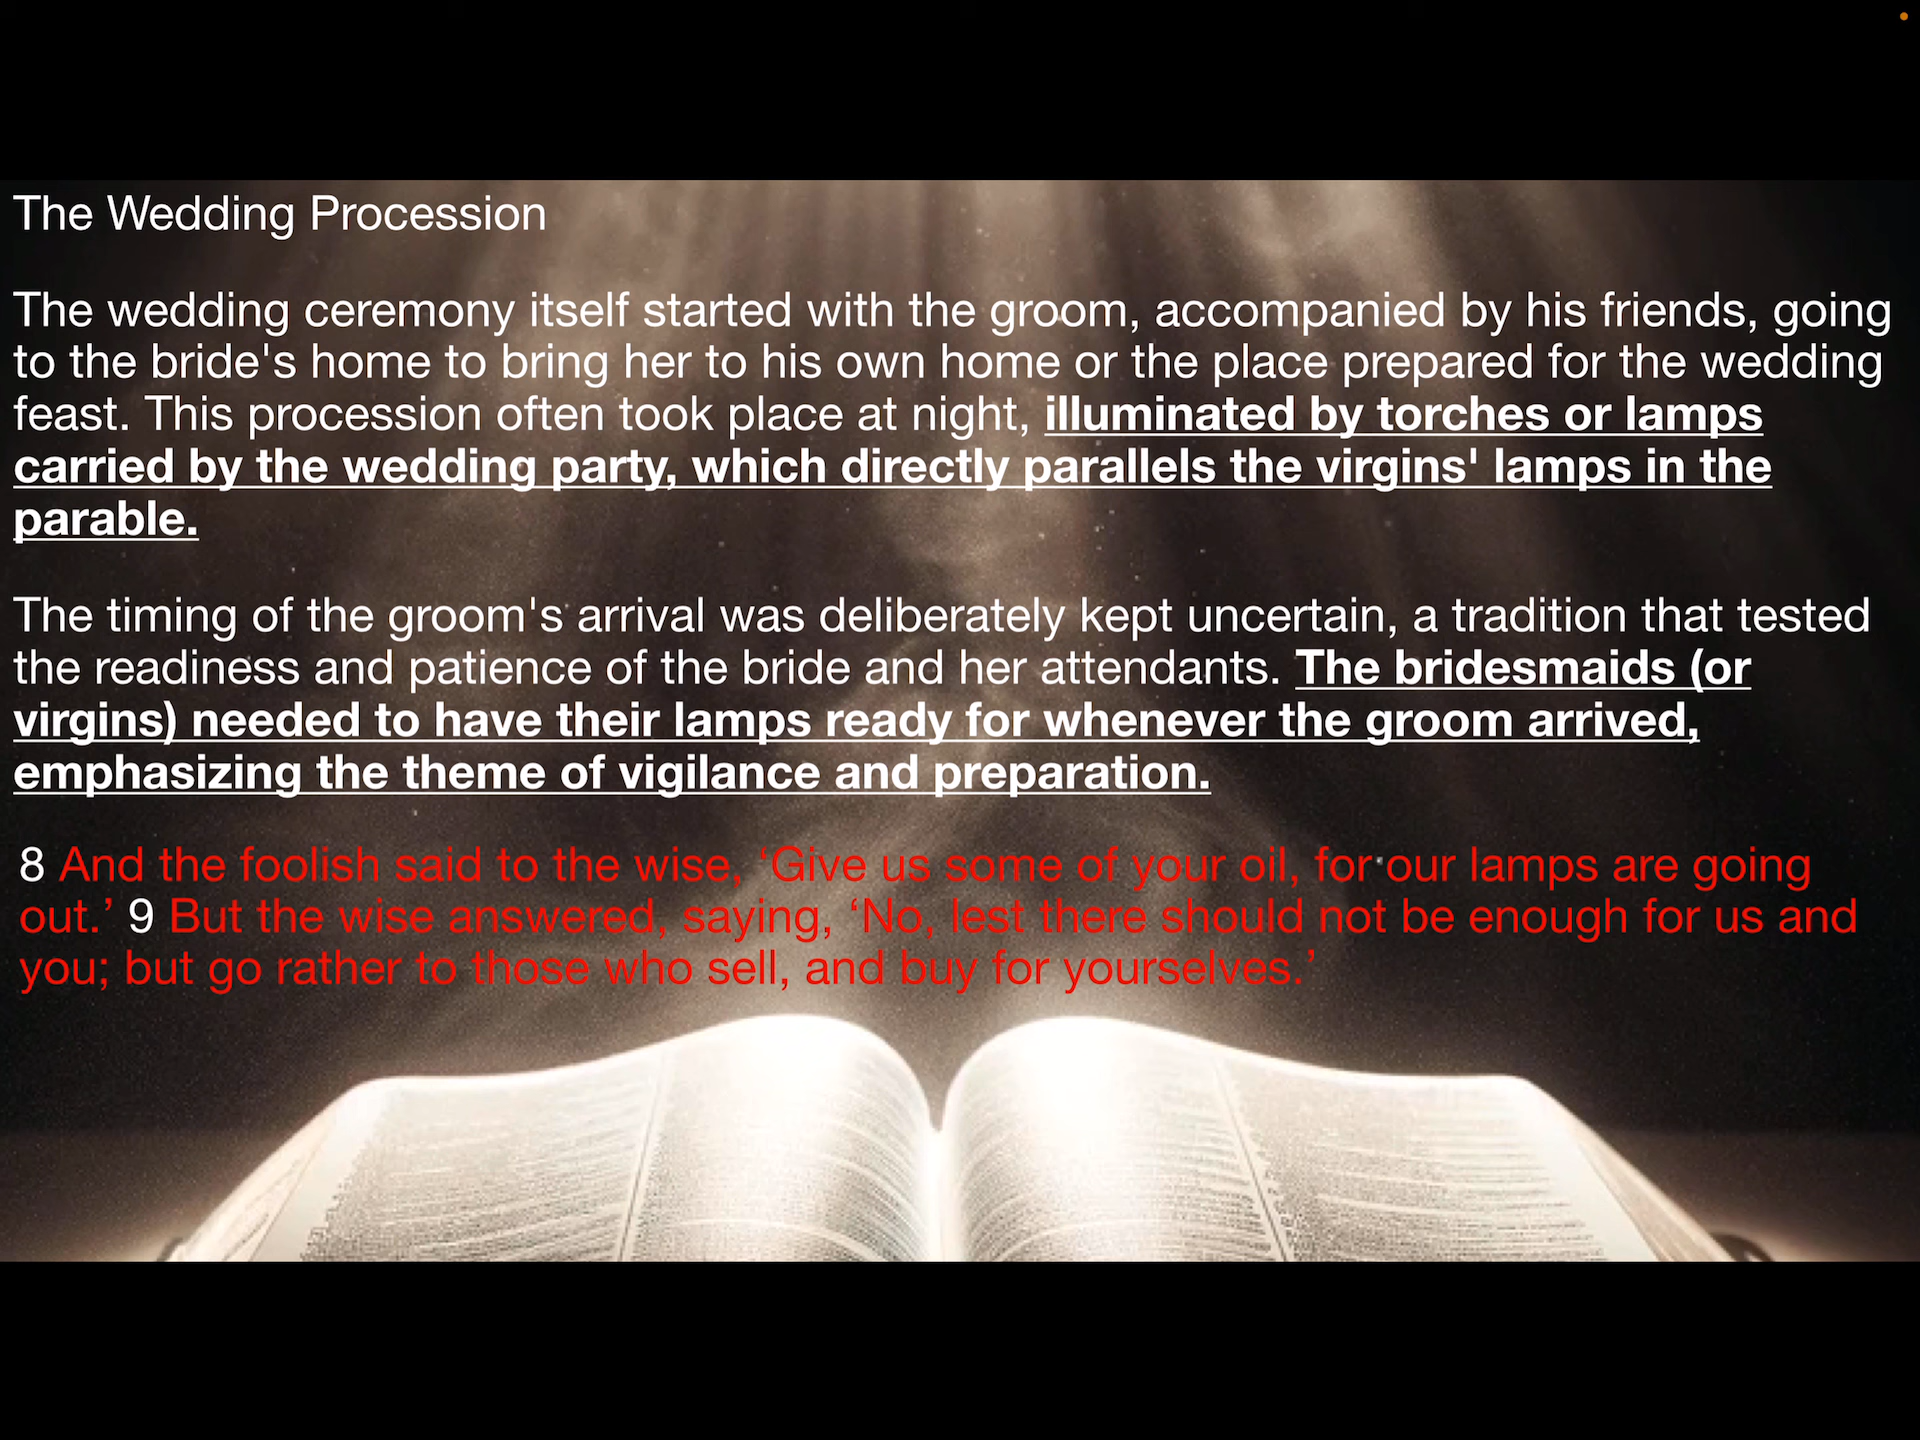 The Wedding Procession
The wedding ceremony itself started with the groom, accompanied by his friends, going
to the bride's home to bring her to his own home or the place prepared for the wedding
feast. This procession often took place at night, illuminated by torches or lamps
carried by the wedding party, which directly parallels the virgins' lamps in the
parable.
The timing of the groom's arrival was deliberately kept uncertain, a tradition that tested
the readiness and patience of the bride and her attendants. The bridesmaids (or
virgins) needed to have their lamps ready for whenever the groom arrived,
emphasizing the theme of vigilance and preparation.
8 And the foolish said to the wise, ‘Give us some of your oil, for our lamps are going
out.’ 9 But the wise answered, saying, ‘No, lest there should not be enough for us and
you; but go rather to those who sell, and buy for yourselves.’